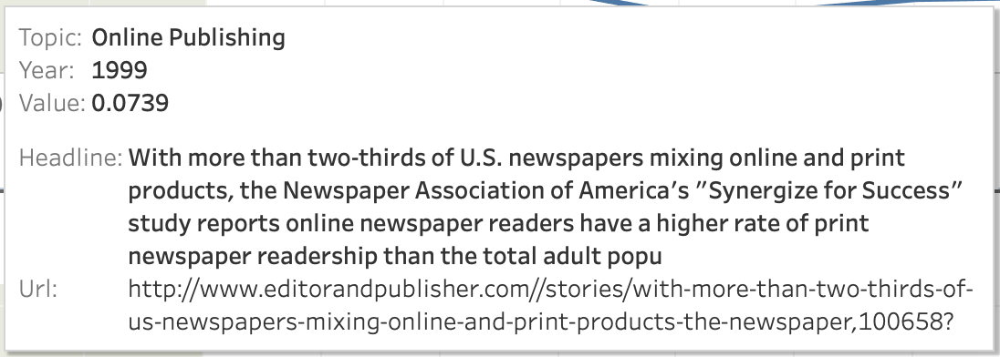 Topic: Online Publishing
Year: 1999
Value: 0.0739
Headline: With more than two-thirds of U.S. newspapers mixing online and print
products, the Newspaper Association of America's "Synergize for Success"
study reports online newspaper readers have a higher rate of print
newspaper readership than the total adult popu
Url: http://www.editorandpublisher.com//stories/with-more-than-two-thirds-of-
us-newspapers-mixing-online-and-print-products-the-newspaper,100658?